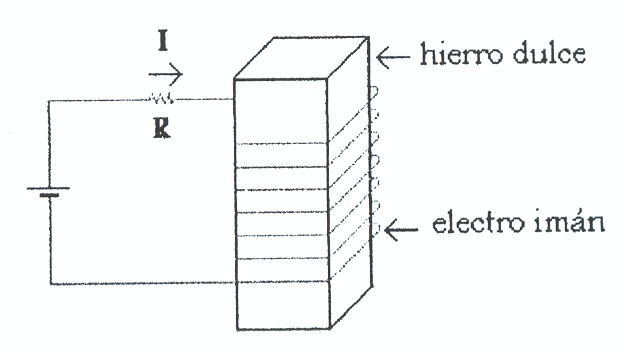 I
hierro dulce
R
electro imán